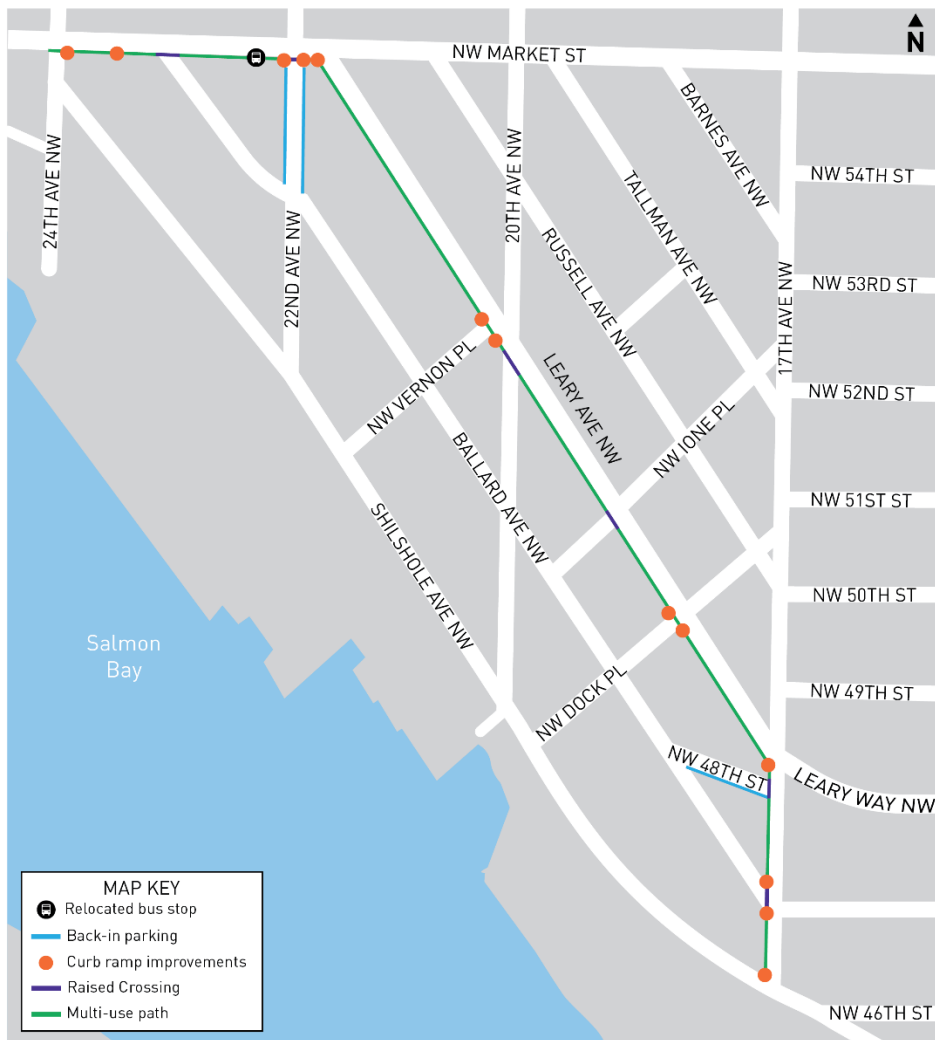 N
NW MARKET ST
24TH AVE NW
22ND AVE NW
20TH AVE NW
BARNES AVE NW
TALLMAN AVE NW
RUSSELL AVE NW
17TH AVE NW
NW 54TH ST
NW 53RD ST
NW 52ND ST
NW 51ST ST
NW 50TH ST
NW 49TH ST
NW VERNON PL
LEARY AVE NW
NW IONE PL
BALLARD AVE NW
SHILSHOLE AVE NW
NW DOCK PL
NW 48TH ST
LEARY WAY NW
NW 46TH ST
Salmon
Bay
MAP KEY
Relocated bus stop
Back-in parking
Curb ramp improvements
Raised Crossing
Multi-use path